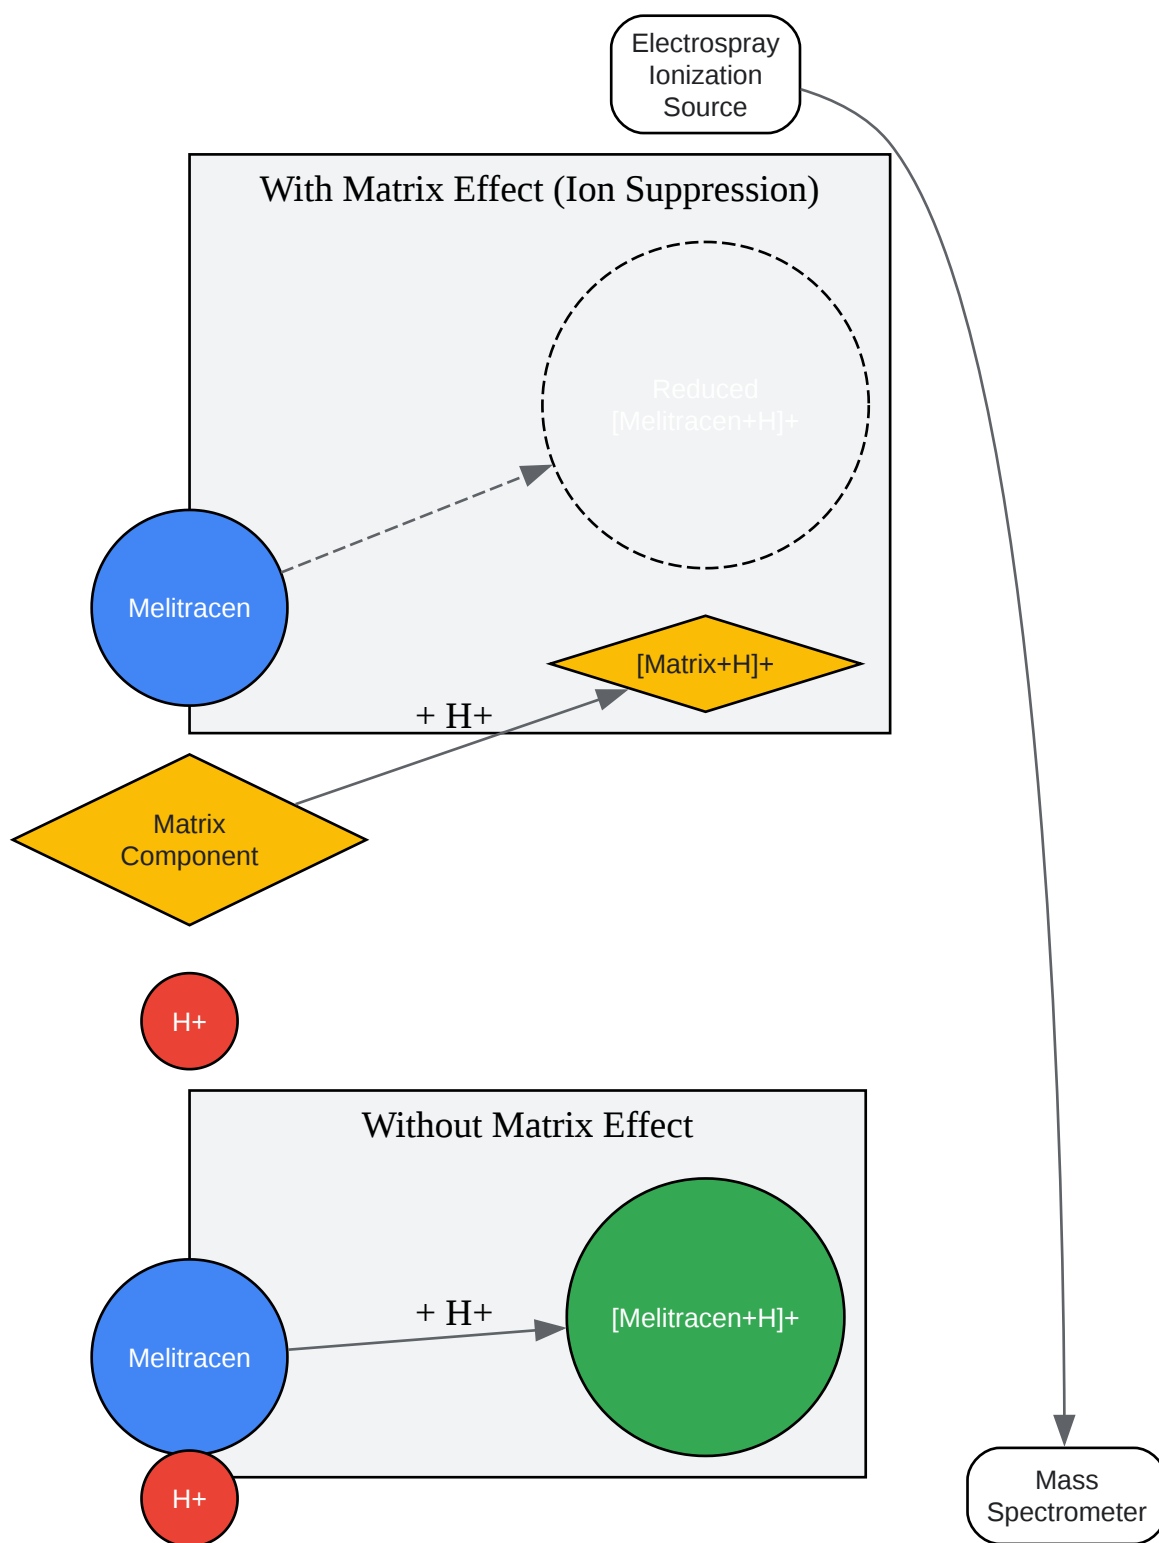 Electrospray
Ionization
Source
With Matrix Effect (Ion Suppression)
Reduced
[Melitracen+H]+
Melitracen
[Matrix+H]+
+ H+
Matrix
Component
H+
Without Matrix Effect
+ H+
[Melitracen+H]+
Melitracen
H+
Mass
Spectrometer